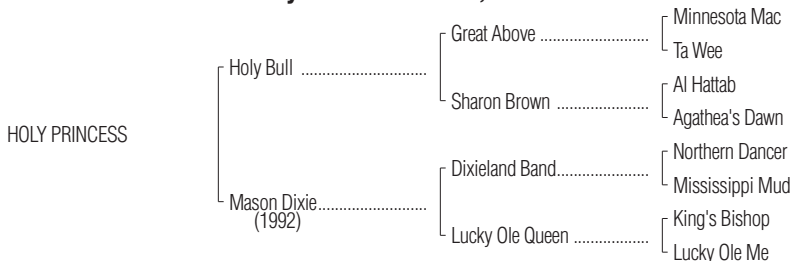 Minnesota Mac
Great Above ..........................
Ta Wee
Holy Bull ..............................
Al Hattab
Sharon Brown ......................
Agathea's Dawn
HOLY PRINCESS
Northern Dancer
Dixieland Band......................
Mississippi Mud
Mason Dixie..........................
(1992)
King's Bishop
Lucky Ole Queen ..................
Lucky Ole Me